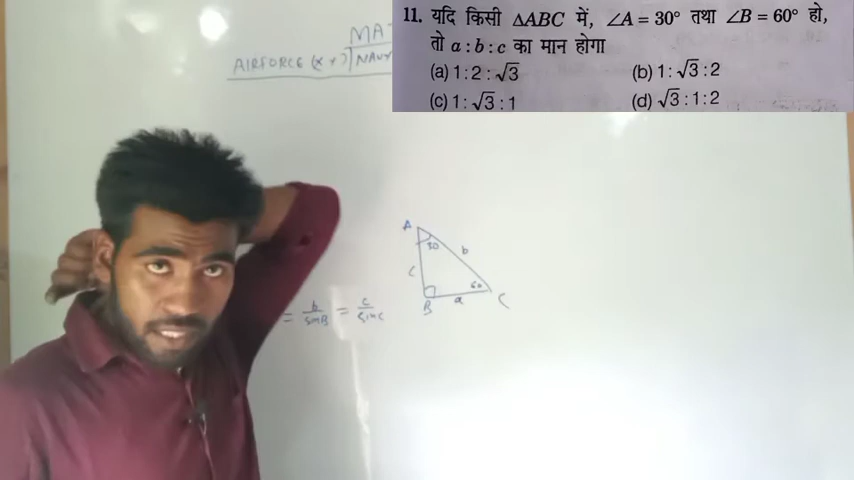 11. यदि किसी ΔABC में, ∠A = 30° तथा ∠B = 60° हो,
तो a : b : c का मान होगा
(a) 1 : 2 : √3 (b) 1 : √3 : 2
(c) 1 : √3 : 1 (d) √3 : 1 : 2
MA
AIRFORCE (x + y) NAVY
A
30
b
c
60
B
a
C
= b/sinB = c/sinc